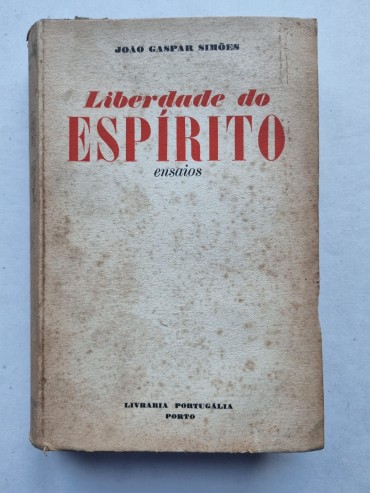 JOÃO GASPAR SIMÕES
Liberdade do
ESPÍRITO
ensaios
LIVRARIA PORTUGÁLIA
PORTO